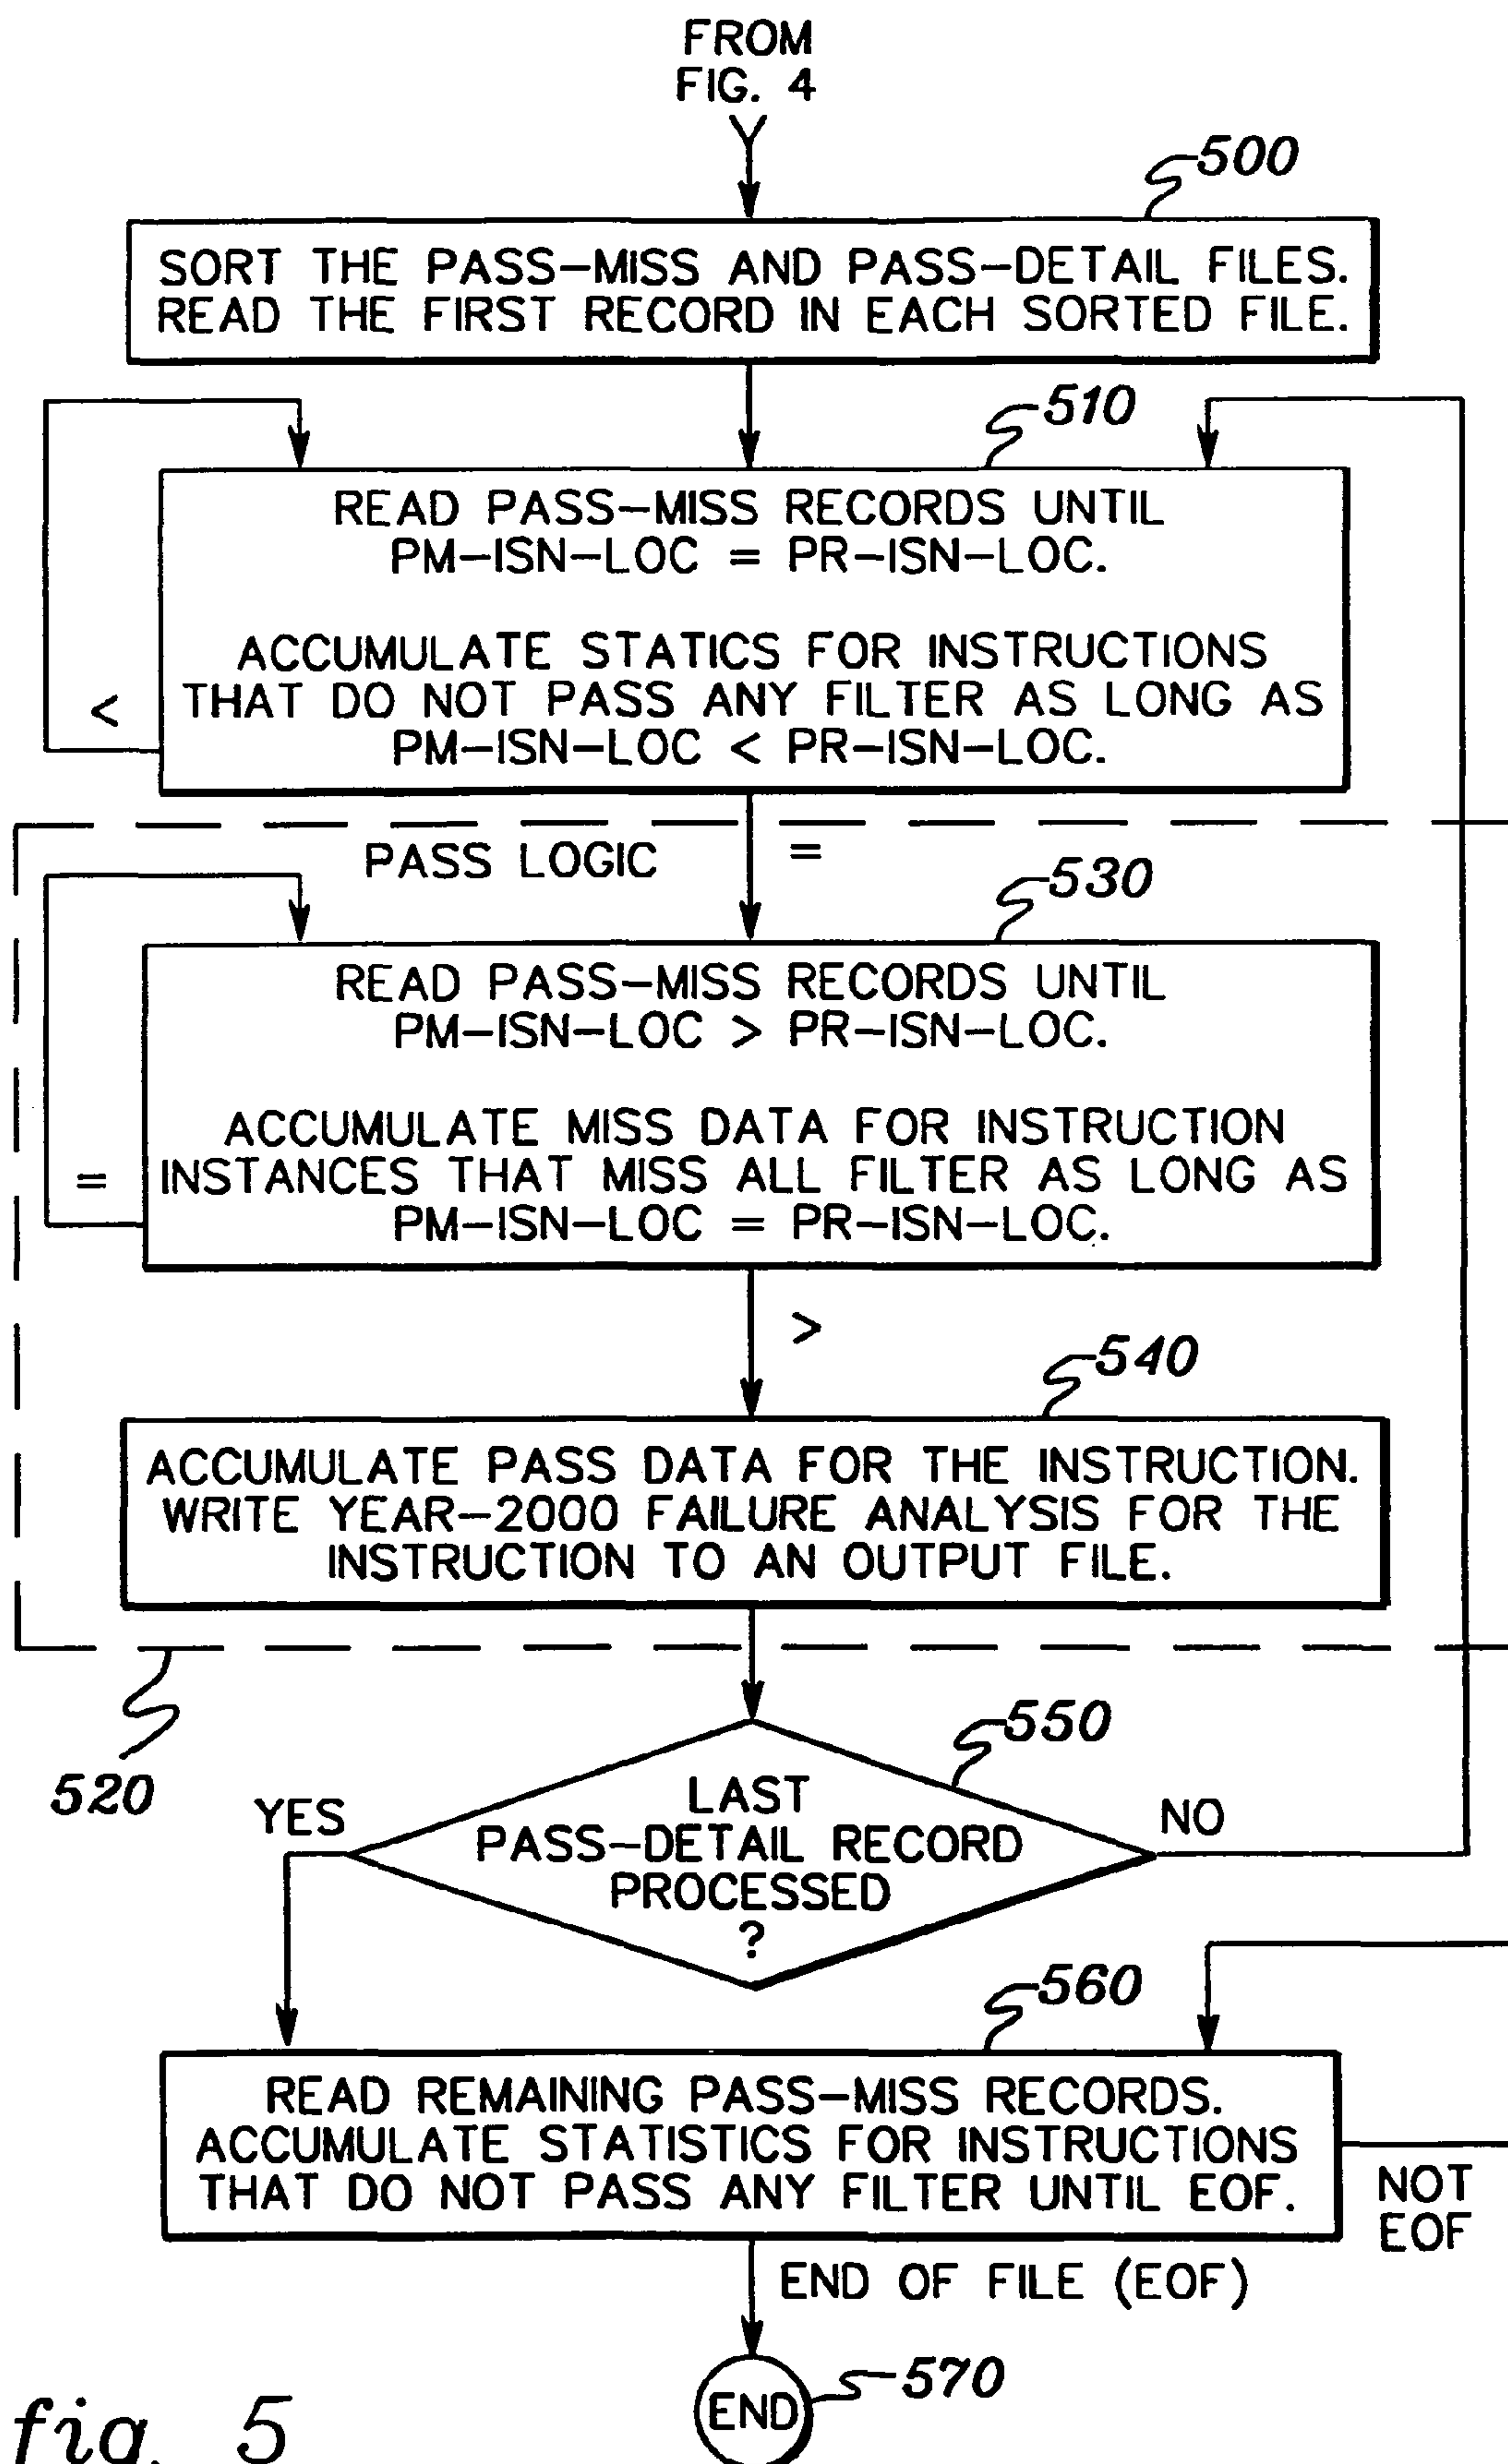 FROM
FIG. 4
500
SORT THE PASS-MISS AND PASS-DETAIL FILES.
READ THE FIRST RECORD IN EACH SORTED FILE.
510
READ PASS-MISS RECORDS UNTIL
PM-ISN-LOC = PR-ISN-LOC.
ACCUMULATE STATICS FOR INSTRUCTIONS
THAT DO NOT PASS ANY FILTER AS LONG AS
PM-ISN-LOC < PR-ISN-LOC.
<
PASS LOGIC
=
530
READ PASS-MISS RECORDS UNTIL
PM-ISN-LOC > PR-ISN-LOC.
ACCUMULATE MISS DATA FOR INSTRUCTION
INSTANCES THAT MISS ALL FILTER AS LONG AS
PM-ISN-LOC = PR-ISN-LOC.
=
>
540
ACCUMULATE PASS DATA FOR THE INSTRUCTION.
WRITE YEAR-2000 FAILURE ANALYSIS FOR THE
INSTRUCTION TO AN OUTPUT FILE.
520
550
LAST
PASS-DETAIL RECORD
PROCESSED
?
YES
NO
560
READ REMAINING PASS-MISS RECORDS.
ACCUMULATE STATISTICS FOR INSTRUCTIONS
THAT DO NOT PASS ANY FILTER UNTIL EOF.
NOT
EOF
END OF FILE (EOF)
END
570
fig. 5